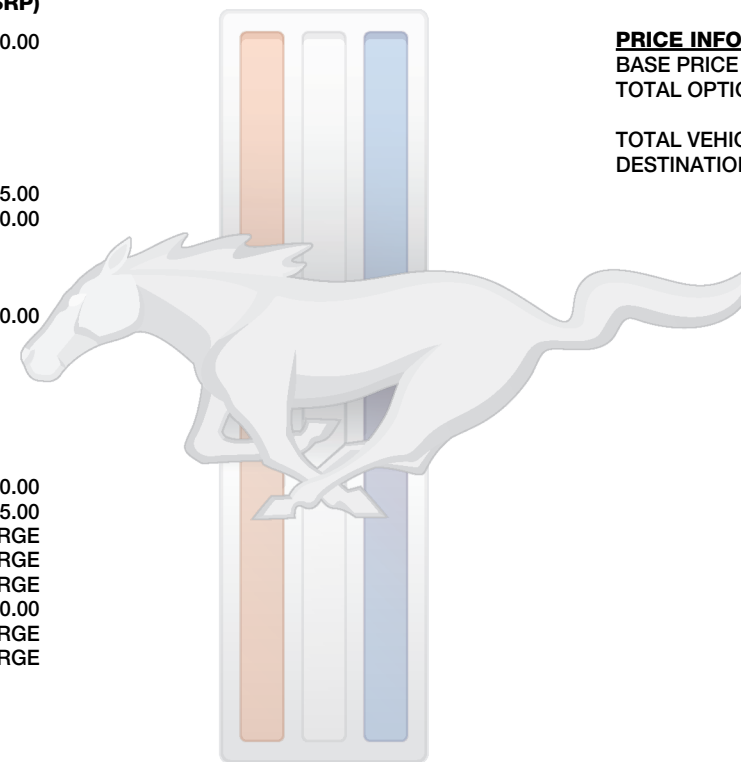 SRP)
0.00
5.00
0.00
0.00
0.00
5.00
RGE
RGE
RGE
0.00
RGE
RGE
PRICE INFO
BASE PRICE
TOTAL OPTIO
TOTAL VEHIC
DESTINATION